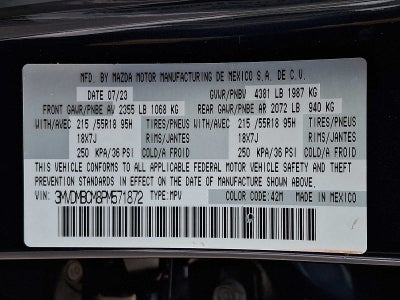 MFD. BY MAZDA MOTOR MANUFACTURING DE MEXICO S.A. DE C.V.
DATE 07/23 GVWR/PNBV 4381 LB 1987 KG
FRONT GAWR/PNBE AV 2355 LB 1068 KG REAR GAWR/PNBE AR 2072 LB 940 KG
WITH/AVEC 215 /55R18 95H TIRES/PNEUS WITH/AVEC 215 /55R18 95H TIRES/PNEUS
18X7J RIMS/JANTES 18X7J RIMS/JANTES
250 KPA/36 PSI COLD/A FROID 250 KPA/36 PSI COLD/A FROID
THIS VEHICLE CONFORMS TO ALL APPLICABLE FEDERAL MOTOR VEHICLE SAFETY AND THEFT
PREVENTION STANDARDS IN EFFECT ON THE DATE OF MANUFACTURE SHOWN ABOVE.
VIN: 3MVDMBCM8PM571872 TYPE:MPV COLOR CODE:42M MADE IN MEXICO